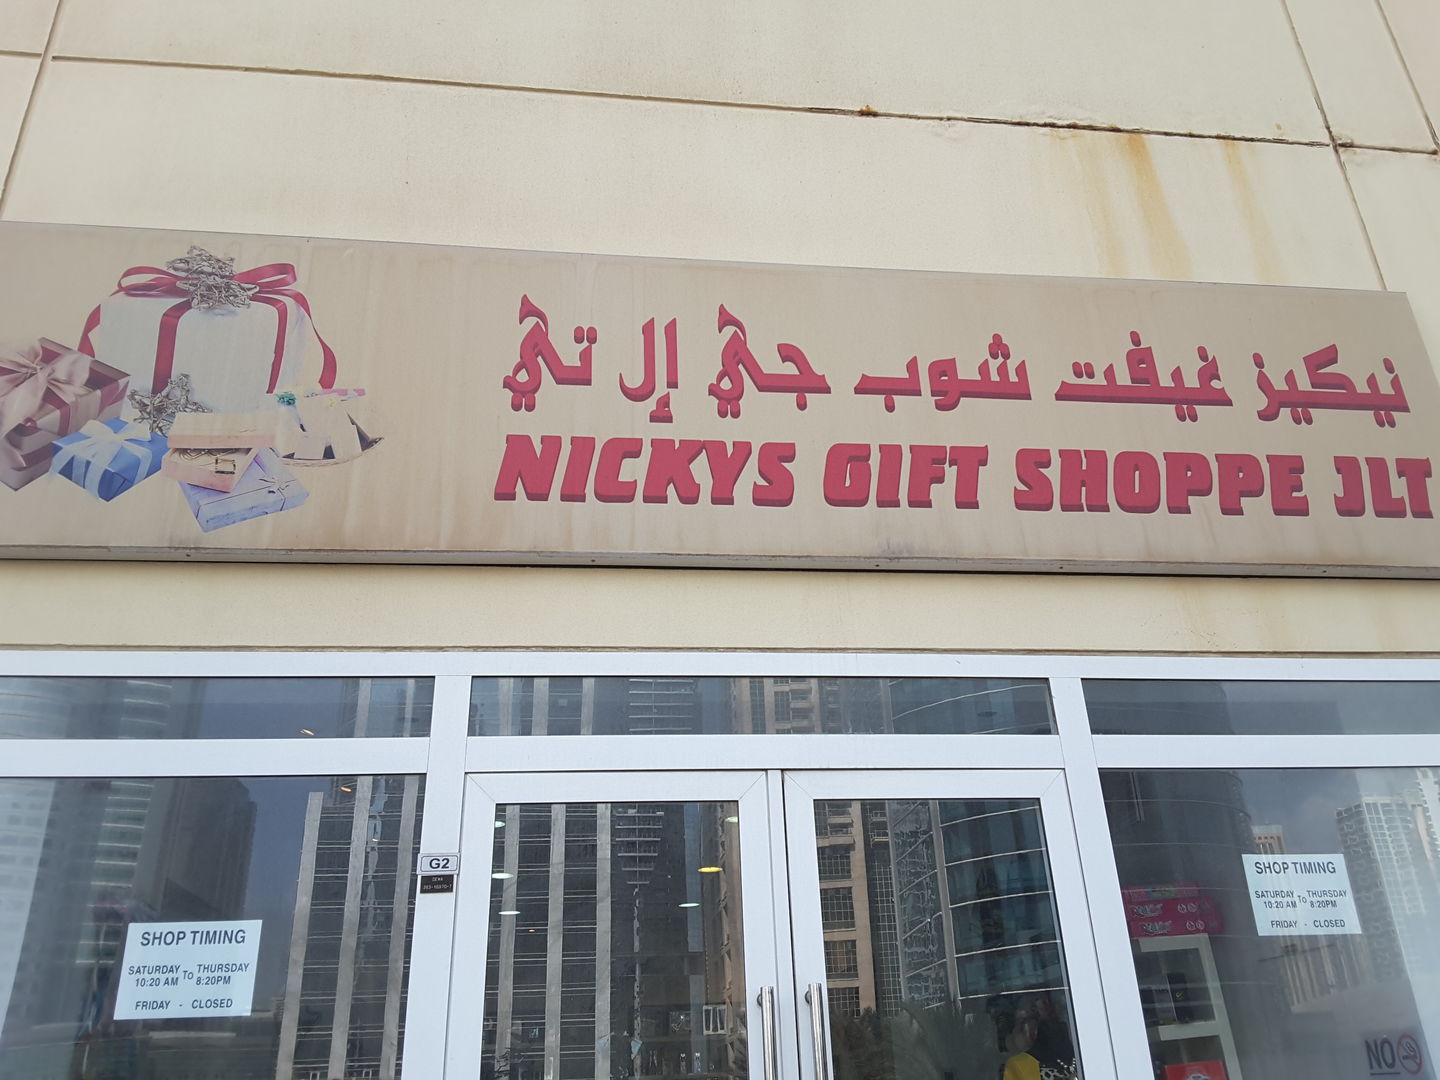 نيكيز غيفت شوب جي إل تي
NICKYS GIFT SHOPPE JLT
G2
DEWA
SHOP TIMING
SATURDAY TO THURSDAY
10:20 AM 8:20PM
FRIDAY - CLOSED
SHOP TIMING
SATURDAY TO THURSDAY
10:20 AM 8:20PM
FRIDAY - CLOSED
NO